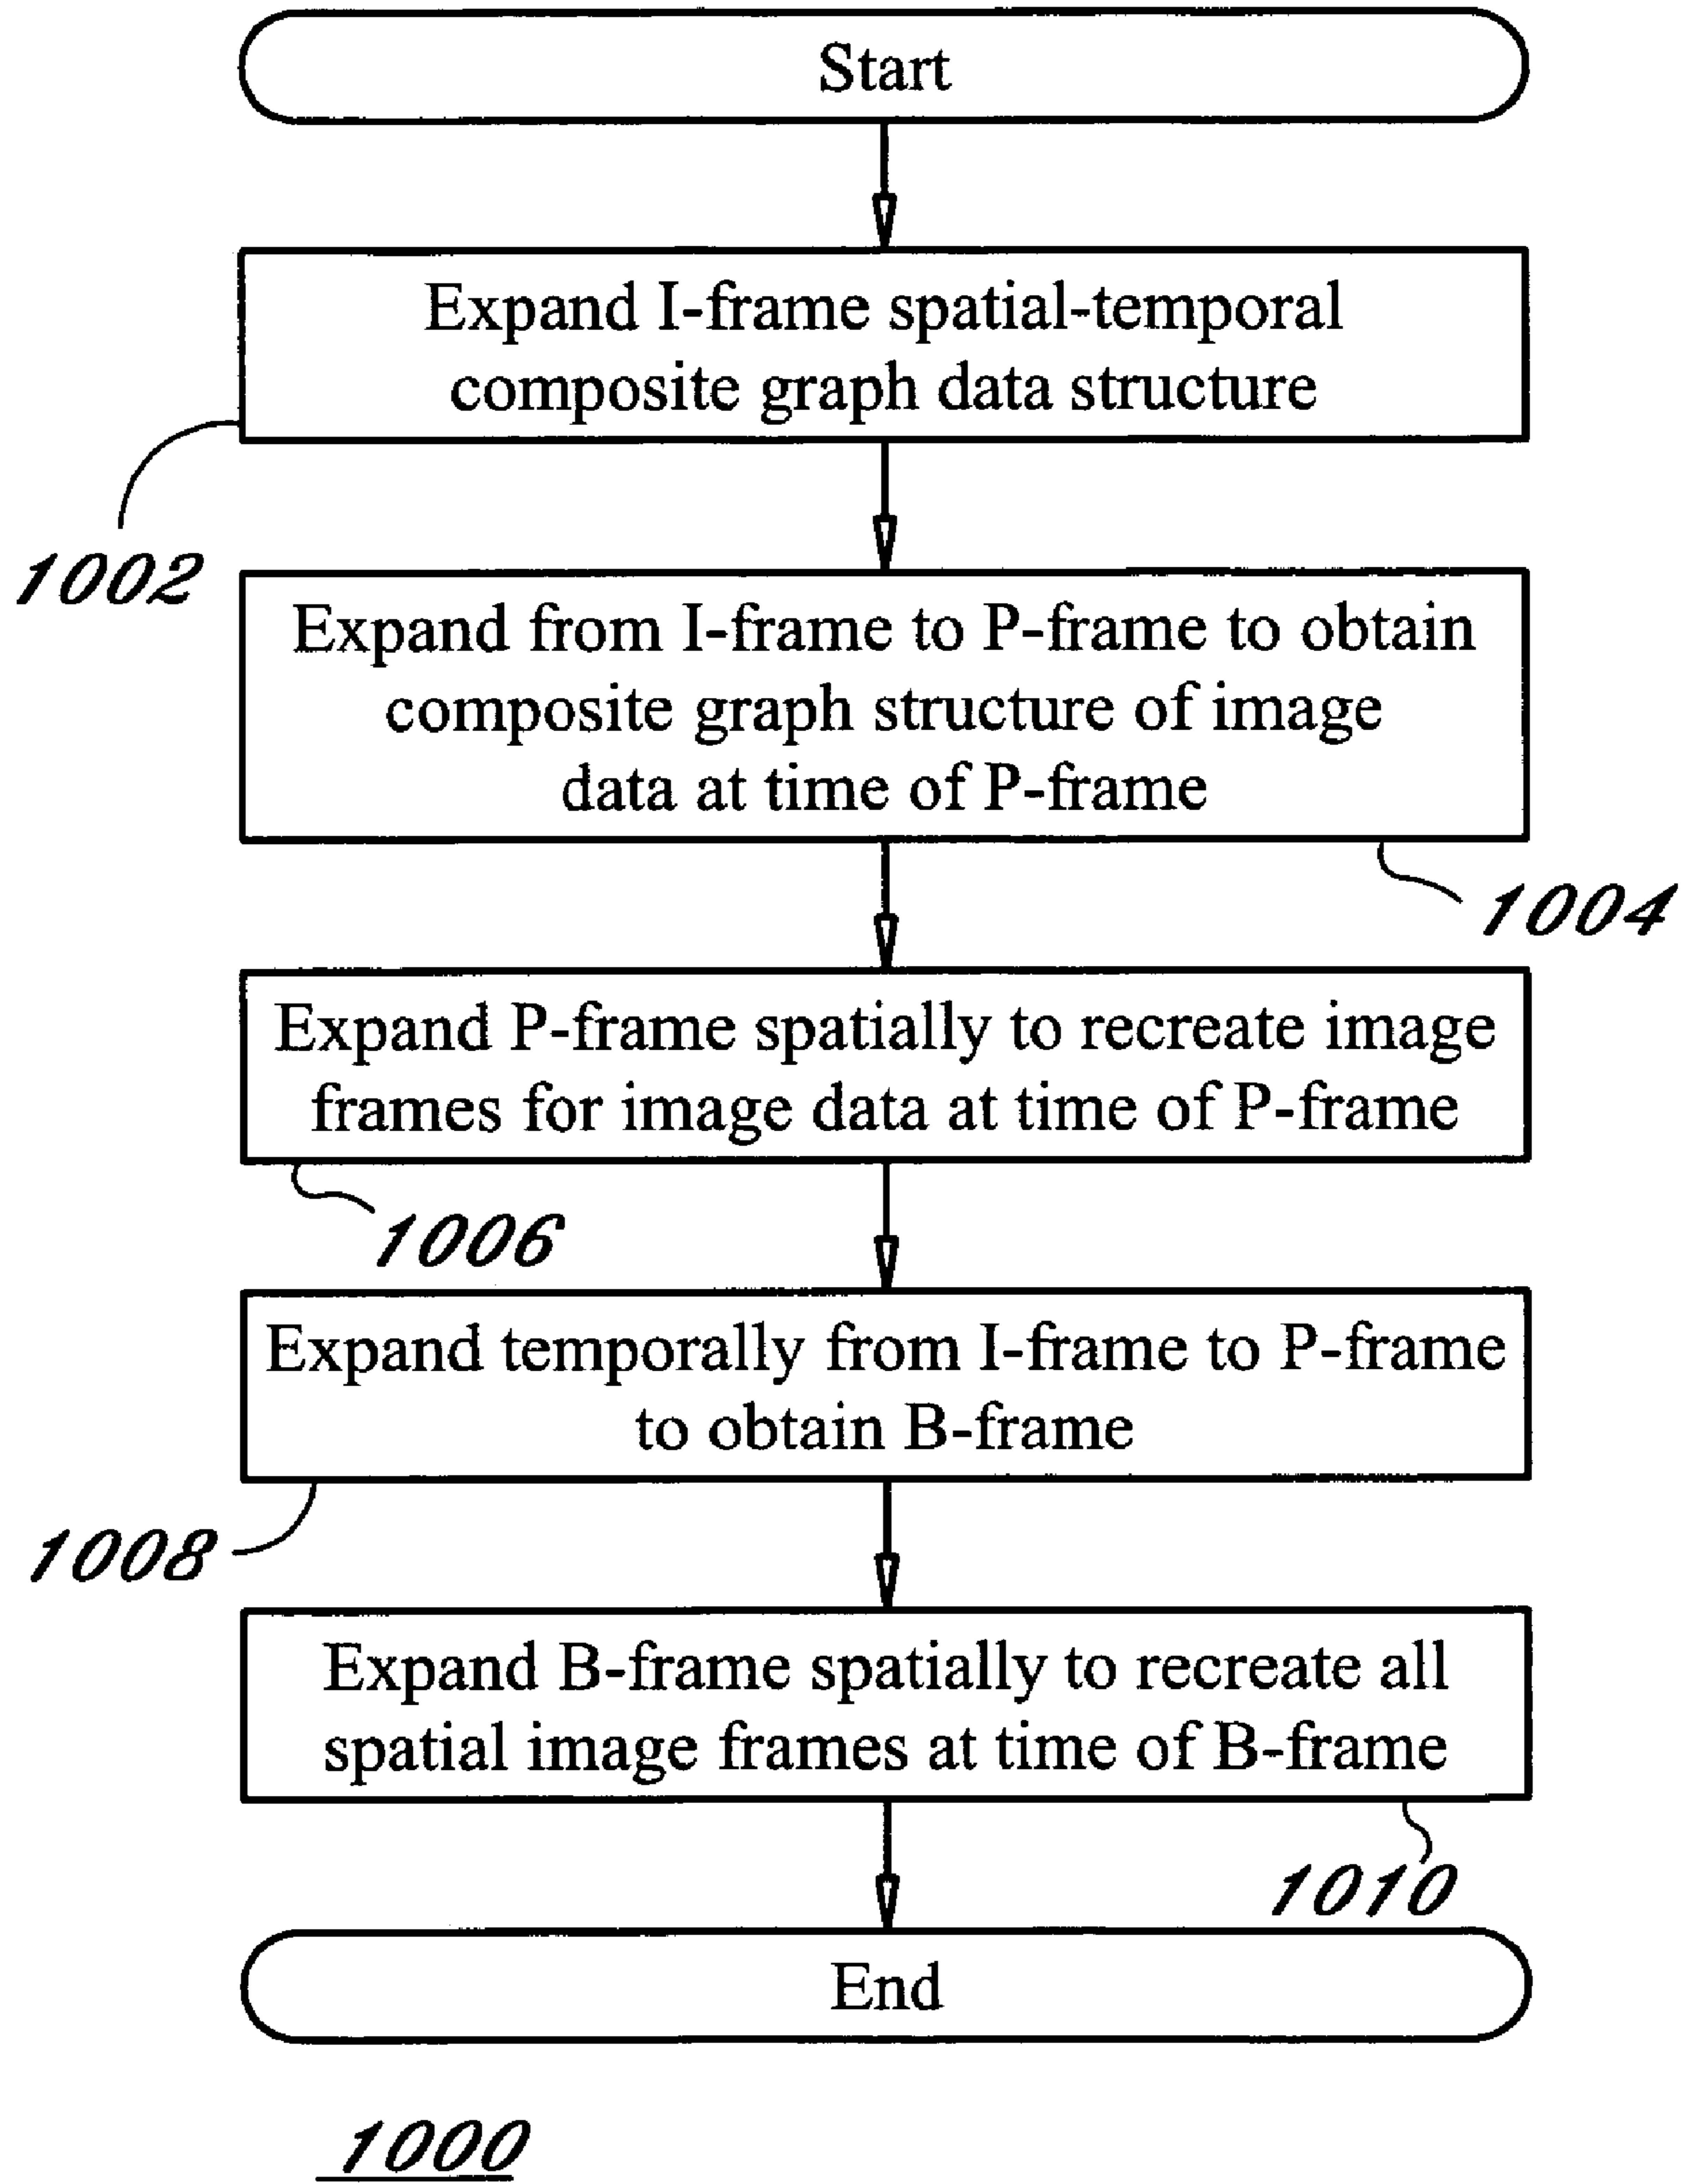 Start
Expand I-frame spatial-temporal
composite graph data structure
1002
Expand from I-frame to P-frame to obtain
composite graph structure of image
data at time of P-frame
1004
Expand P-frame spatially to recreate image
frames for image data at time of P-frame
1006
Expand temporally from I-frame to P-frame
to obtain B-frame
1008
Expand B-frame spatially to recreate all
spatial image frames at time of B-frame
1010
End
1000